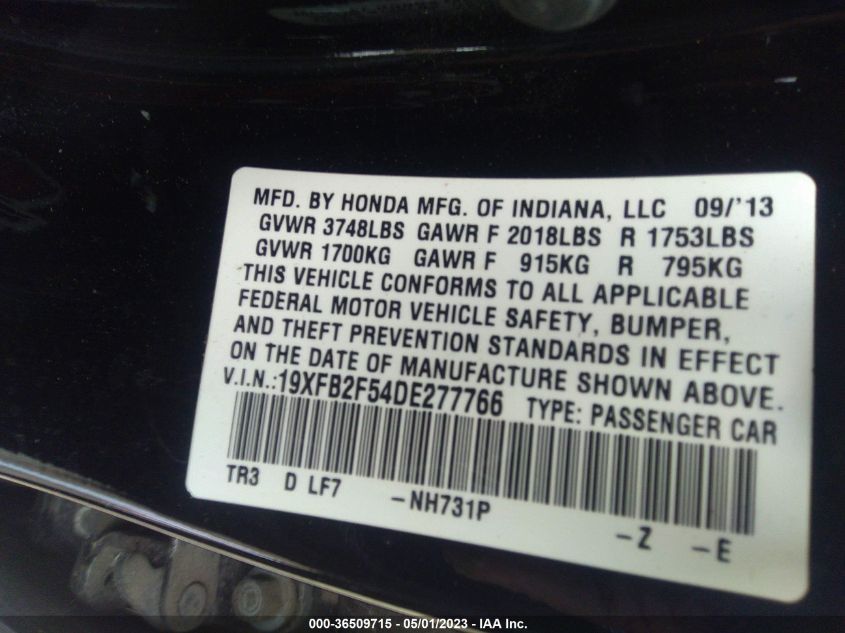 MFD. BY HONDA MFG. OF INDIANA, LLC 09/'13
GVWR 3748LBS GAWR F 2018LBS R 1753LBS
GVWR 1700KG GAWR F 915KG R 795KG
THIS VEHICLE CONFORMS TO ALL APPLICABLE
FEDERAL MOTOR VEHICLE SAFETY, BUMPER,
AND THEFT PREVENTION STANDARDS IN EFFECT
ON THE DATE OF MANUFACTURE SHOWN ABOVE.
V.I.N.:19XFB2F54DE277766 TYPE: PASSENGER CAR
TR3 D LF7 -NH731P -Z -E
000-36509715 - 05/01/2023 - IAA Inc.